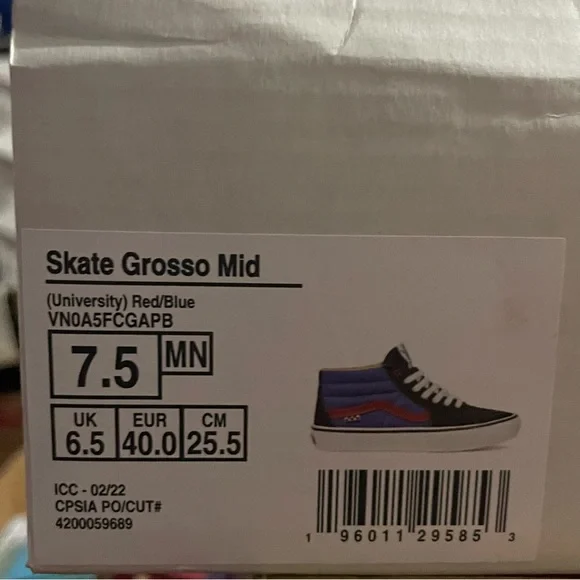 Skate Grosso Mid
(University) Red/Blue
VN0A5FCGAPB
7.5 MN
UK EUR CM
6.5 40.0 25.5
ICC - 02/22
CPSIA PO/CUT#
4200059689
1 96011 29585 3